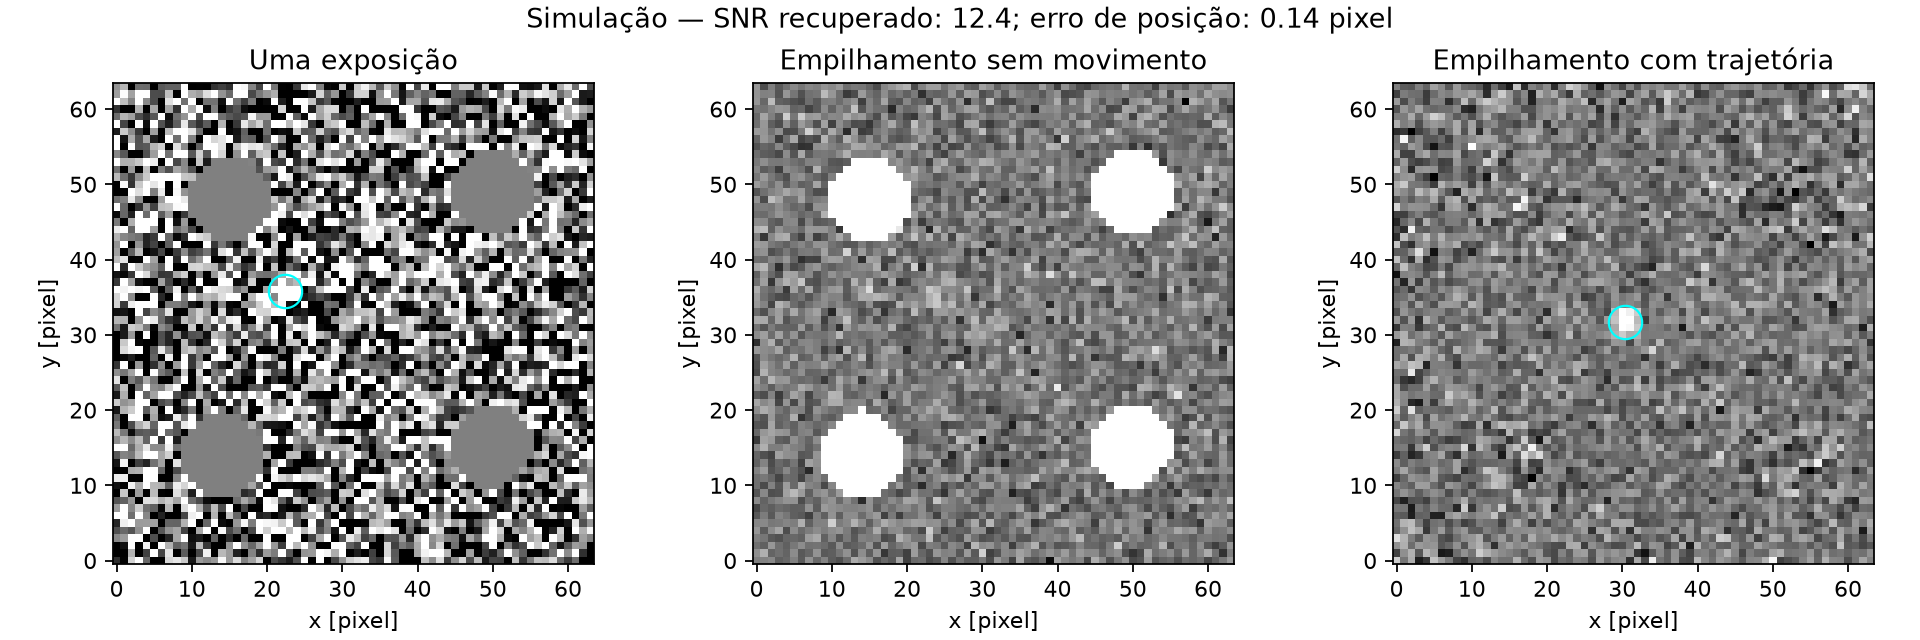 Simulação — SNR recuperado: 12.4; erro de posição: 0.14 pixel
Uma exposição
60
50
40
30
20
10
0
0 10 20 30 40 50 60
y [pixel]
x [pixel]
Empilhamento sem movimento
60
50
40
30
20
10
0
0 10 20 30 40 50 60
y [pixel]
x [pixel]
Empilhamento com trajetória
60
50
40
30
20
10
0
0 10 20 30 40 50 60
y [pixel]
x [pixel]